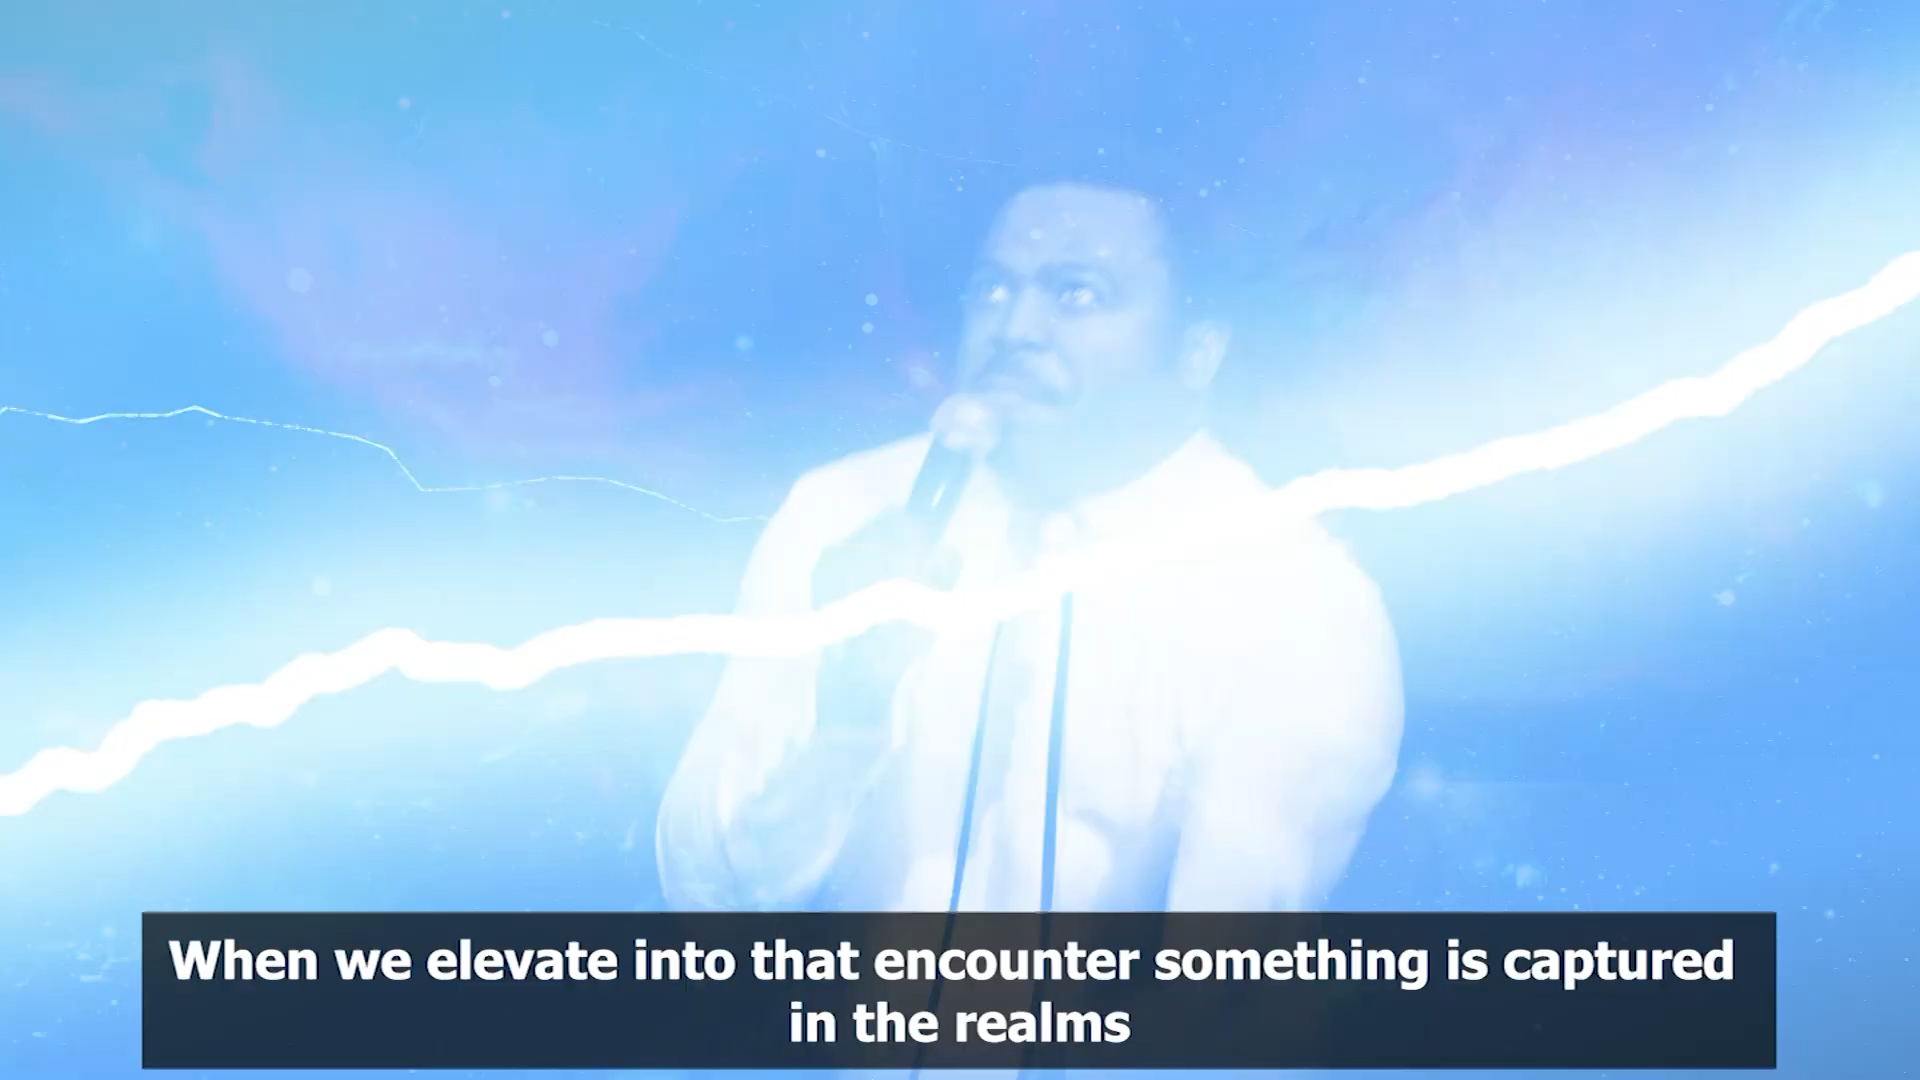 When we elevate into that encounter something is captured
in the realms